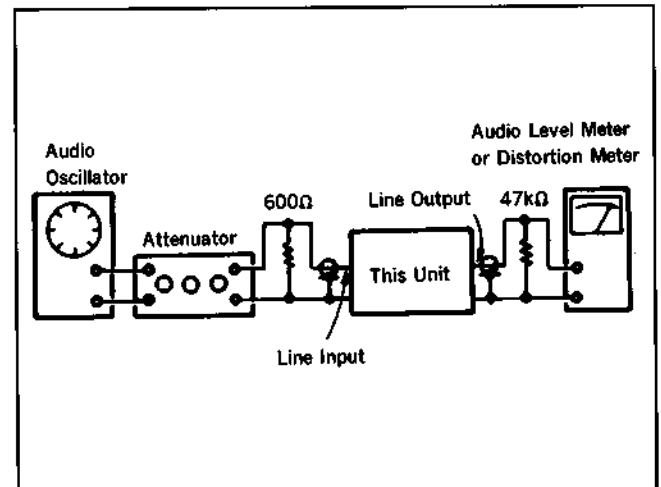 Audio
Oscillator
Attenuator
600Ω
Line Input
This Unit
Line Output
47kΩ
Audio Level Meter
or Distortion Meter